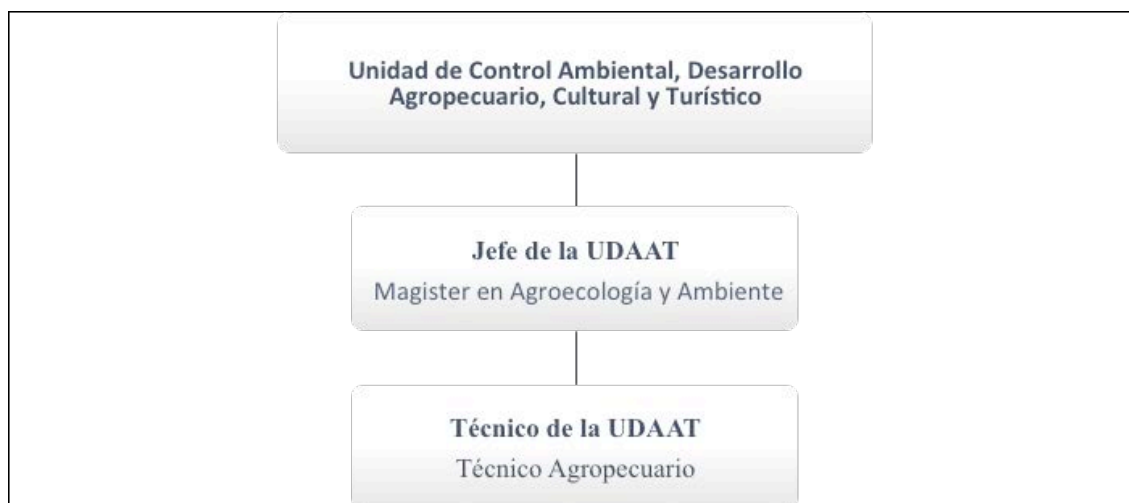 Unidad de Control Ambiental, Desarrollo
Agropecuario, Cultural y Turístico
Jefe de la UDAAT
Magister en Agroecología y Ambiente
Técnico de la UDAAT
Técnico Agropecuario